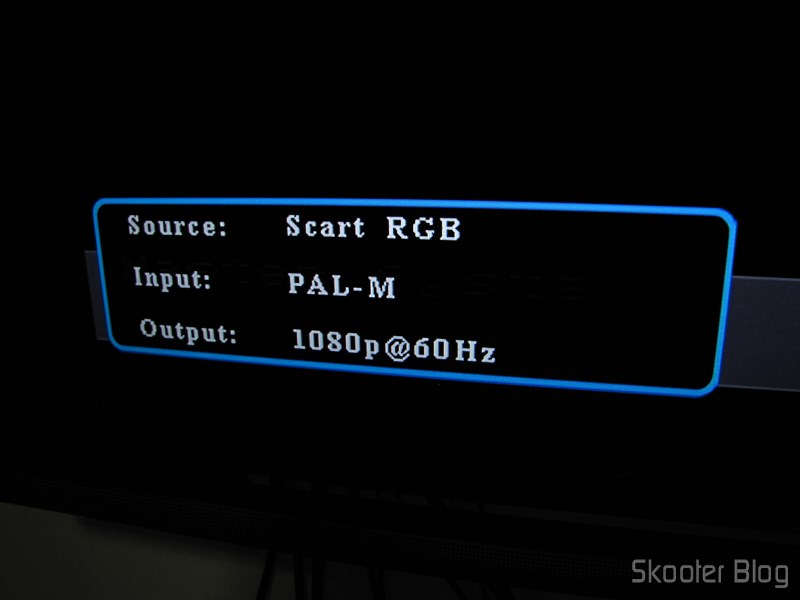 Source: Scart RGB
Input: PAL-M
Output: 1080p@60Hz
Skooter Blog